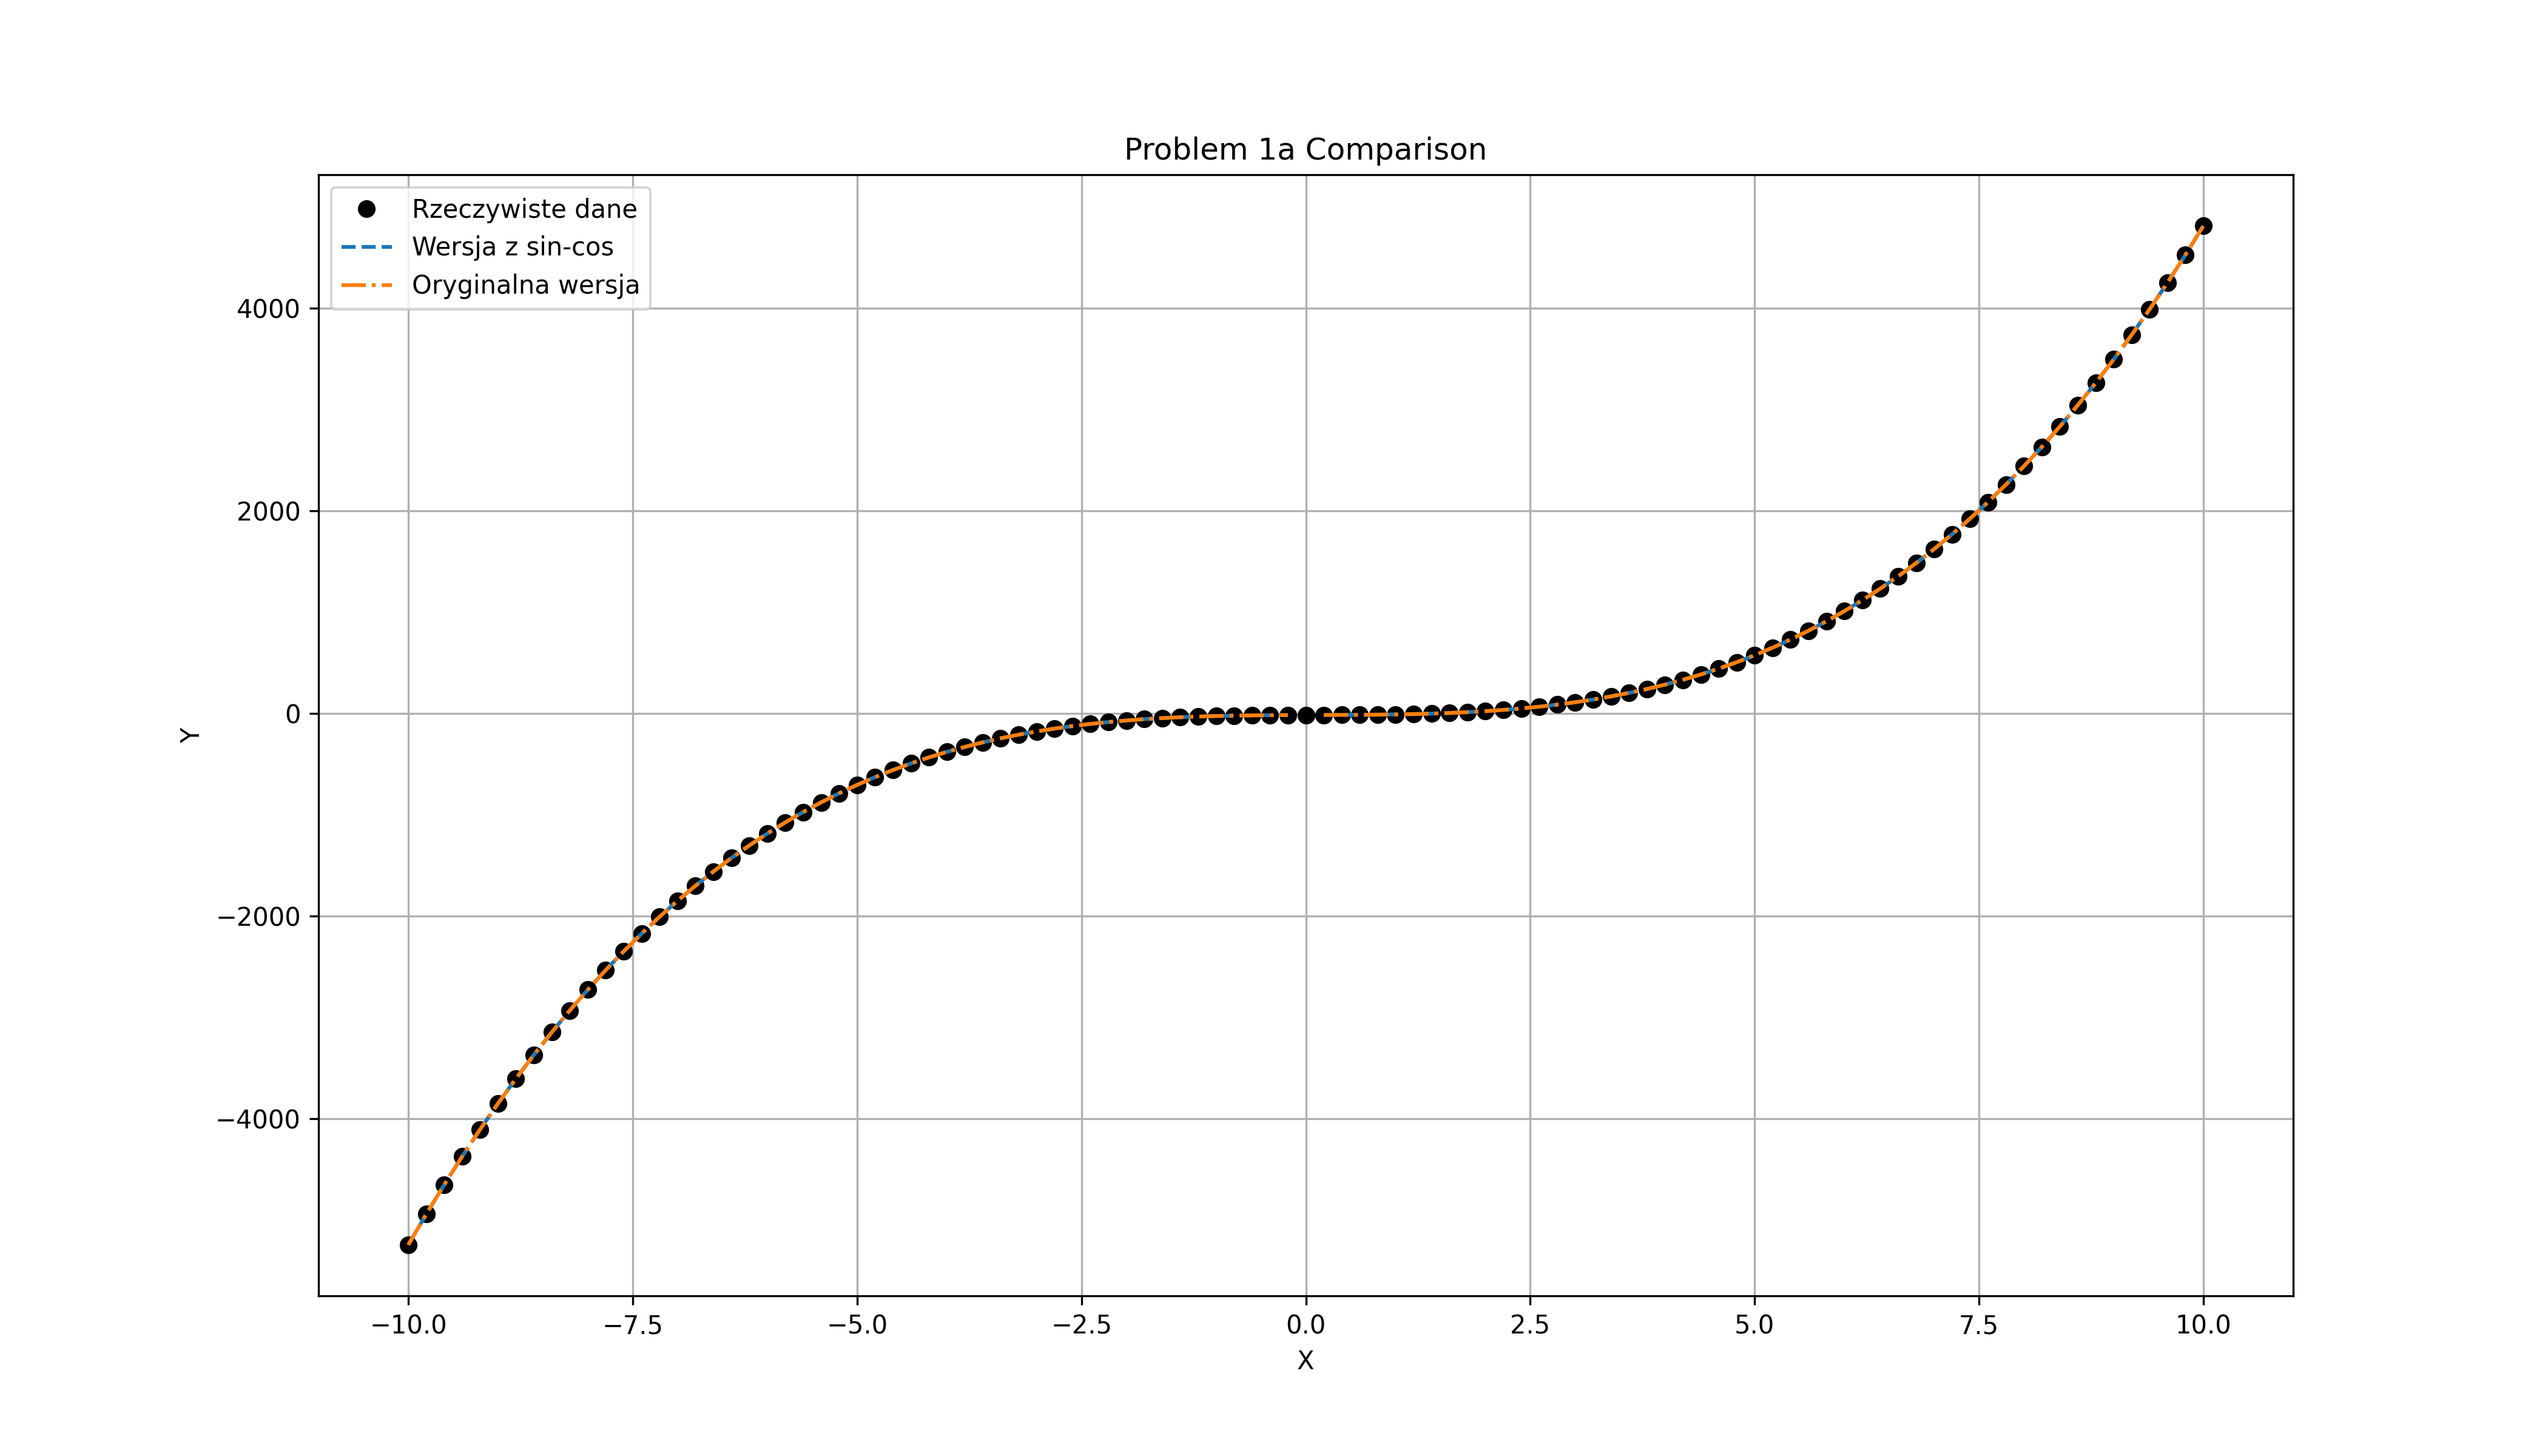 Problem 1a Comparison
Rzeczywiste dane
Wersja z sin-cos
Oryginalna wersja
4000
2000
0
−2000
−4000
Y
−10.0 −7.5 −5.0 −2.5 0.0 2.5 5.0 7.5 10.0
X